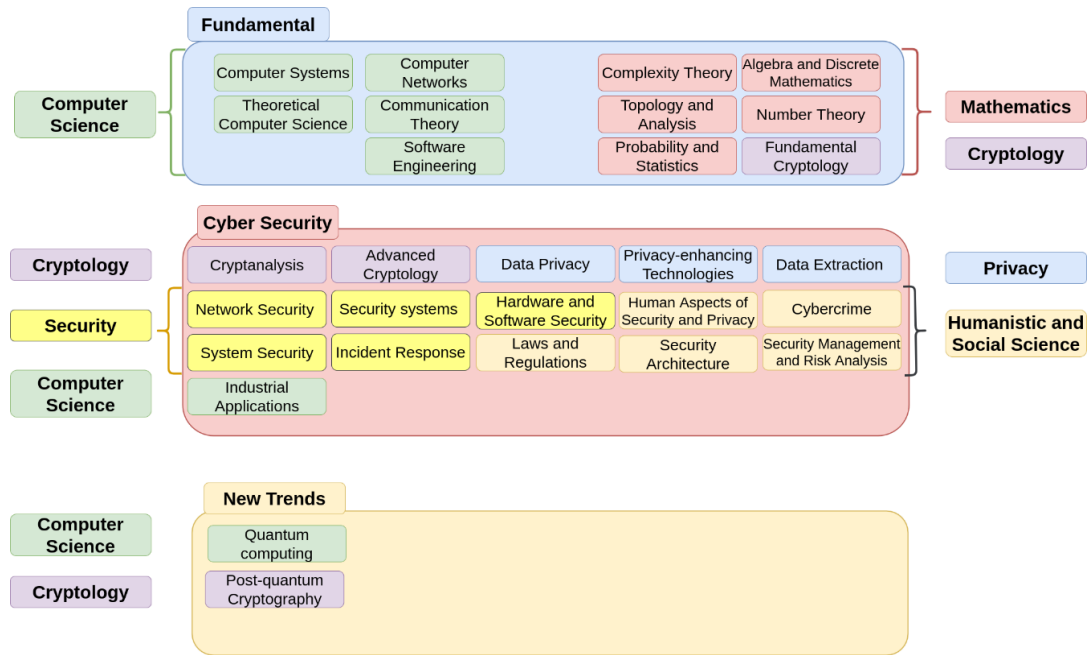 Fundamental
Computer Systems
Computer
Networks
Complexity Theory
Algebra and Discrete
Mathematics
Computer
Science
Theoretical
Computer Science
Communication
Theory
Topology and
Analysis
Number Theory
Mathematics
Software
Engineering
Probability and
Statistics
Fundamental
Cryptology
Cryptology
Cyber Security
Cryptology
Cryptanalysis
Advanced
Cryptology
Data Privacy
Privacy-enhancing
Technologies
Data Extraction
Privacy
Security
Network Security
Security systems
Hardware and
Software Security
Human Aspects of
Security and Privacy
Cybercrime
Humanistic and
Social Science
System Security
Incident Response
Laws and
Regulations
Security
Architecture
Security Management
and Risk Analysis
Computer
Science
Industrial
Applications
New Trends
Computer
Science
Quantum
computing
Cryptology
Post-quantum
Cryptography